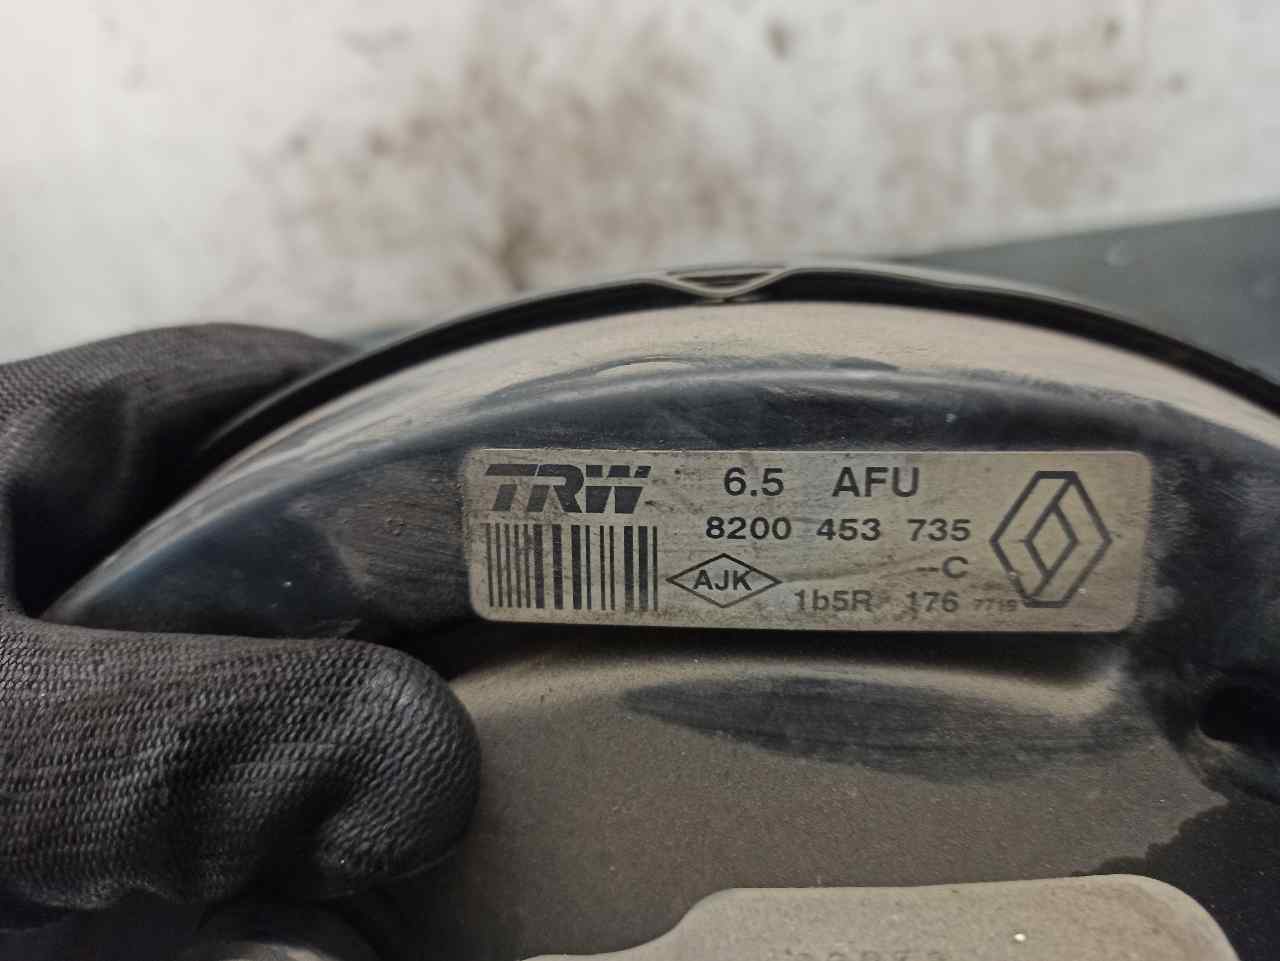 TRW 6.5 AFU
8200 453 735
--C
AJK
1b5R 176 7719